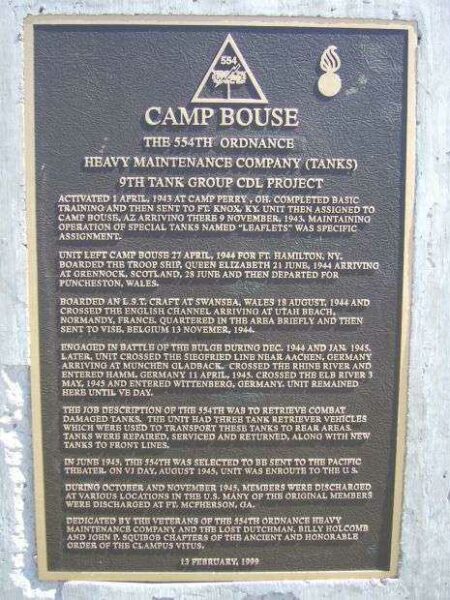 554
CAMP BOUSE
THE 554TH ORDNANCE
HEAVY MAINTENANCE COMPANY (TANKS)
9TH TANK GROUP CDL PROJECT
ACTIVATED 1 APRIL, 1943 AT CAMP PERRY, OH. COMPLETED BASIC
TRAINING AND THEN SENT TO FT. KNOX, KY. UNIT THEN ASSIGNED TO
CAMP BOUSE, AZ ARRIVING THERE 9 NOVEMBER, 1943. MAINTAINING
OPERATION OF SPECIAL TANKS NAMED "LEAFLETS" WAS SPECIFIC
ASSIGNMENT.
UNIT LEFT CAMP BOUSE 27 APRIL, 1944 FOR FT. HAMILTON, NY.
BOARDED THE TROOP SHIP, QUEEN ELIZABETH 21 JUNE, 1944 ARRIVING
AT GRENNOCK, SCOTLAND, 28 JUNE AND THEN DEPARTED FOR
PUNCHESTON, WALES.
BOARDED AN L.S.T. CRAFT AT SWANSEA, WALES 18 AUGUST, 1944 AND
CROSSED THE ENGLISH CHANNEL ARRIVING AT UTAH BEACH,
NORMANDY, FRANCE. QUARTERED IN THE AREA BRIEFLY AND THEN
SENT TO VISE, BELGIUM 13 NOVEMER, 1944.
ENGAGED IN BATTLE OF THE BULGE DURING DEC. 1944 AND JAN. 1945.
LATER, UNIT CROSSED THE SIEGFRIED LINE NEAR AACHEN, GERMANY
ARRIVING AT MUNCHEN GLADBACK. CROSSED THE RHINE RIVER AND
ENTERED HAMM, GERMANY 11 APRIL, 1945. CROSSED THE ELB RIVER 3
MAY, 1945 AND ENTERED WITTENBERG, GERMANY. UNIT REMAINED
HERE UNTIL VE DAY.
THE JOB DESCRIPTION OF THE 554TH WAS TO RETRIEVE COMBAT
DAMAGED TANKS. THE UNIT HAD THREE TANK RETRIEVER VEHICLES
WHICH WERE USED TO TRANSPORT THESE TANKS TO REAR AREAS.
TANKS WERE REPAIRED, SERVICED AND RETURNED, ALONG WITH NEW
TANKS TO FRONT LINES.
IN JUNE 1945, THE 554TH WAS SELECTED TO BE SENT TO THE PACIFIC
THEATER. ON VJ DAY, AUGUST 1945, UNIT WAS ENROUTE TO THE U.S.
DURING OCTOBER AND NOVEMBER 1945, MEMBERS WERE DISCHARGED
AT VARIOUS LOCATIONS IN THE U.S. MANY OF THE ORIGINAL MEMBERS
WERE DISCHARGED AT FT. MCPHERSON, GA.
DEDICATED BY THE VETERANS OF THE 554TH ORDNANCE HEAVY
MAINTENANCE COMPANY AND THE LOST DUTCHMAN, BILLY HOLCOMB
AND JOHN P. SQUIBOB CHAPTERS OF THE ANCIENT AND HONORABLE
ORDER OF THE CLAMPUS VITUS.
13 FEBRUARY, 1999